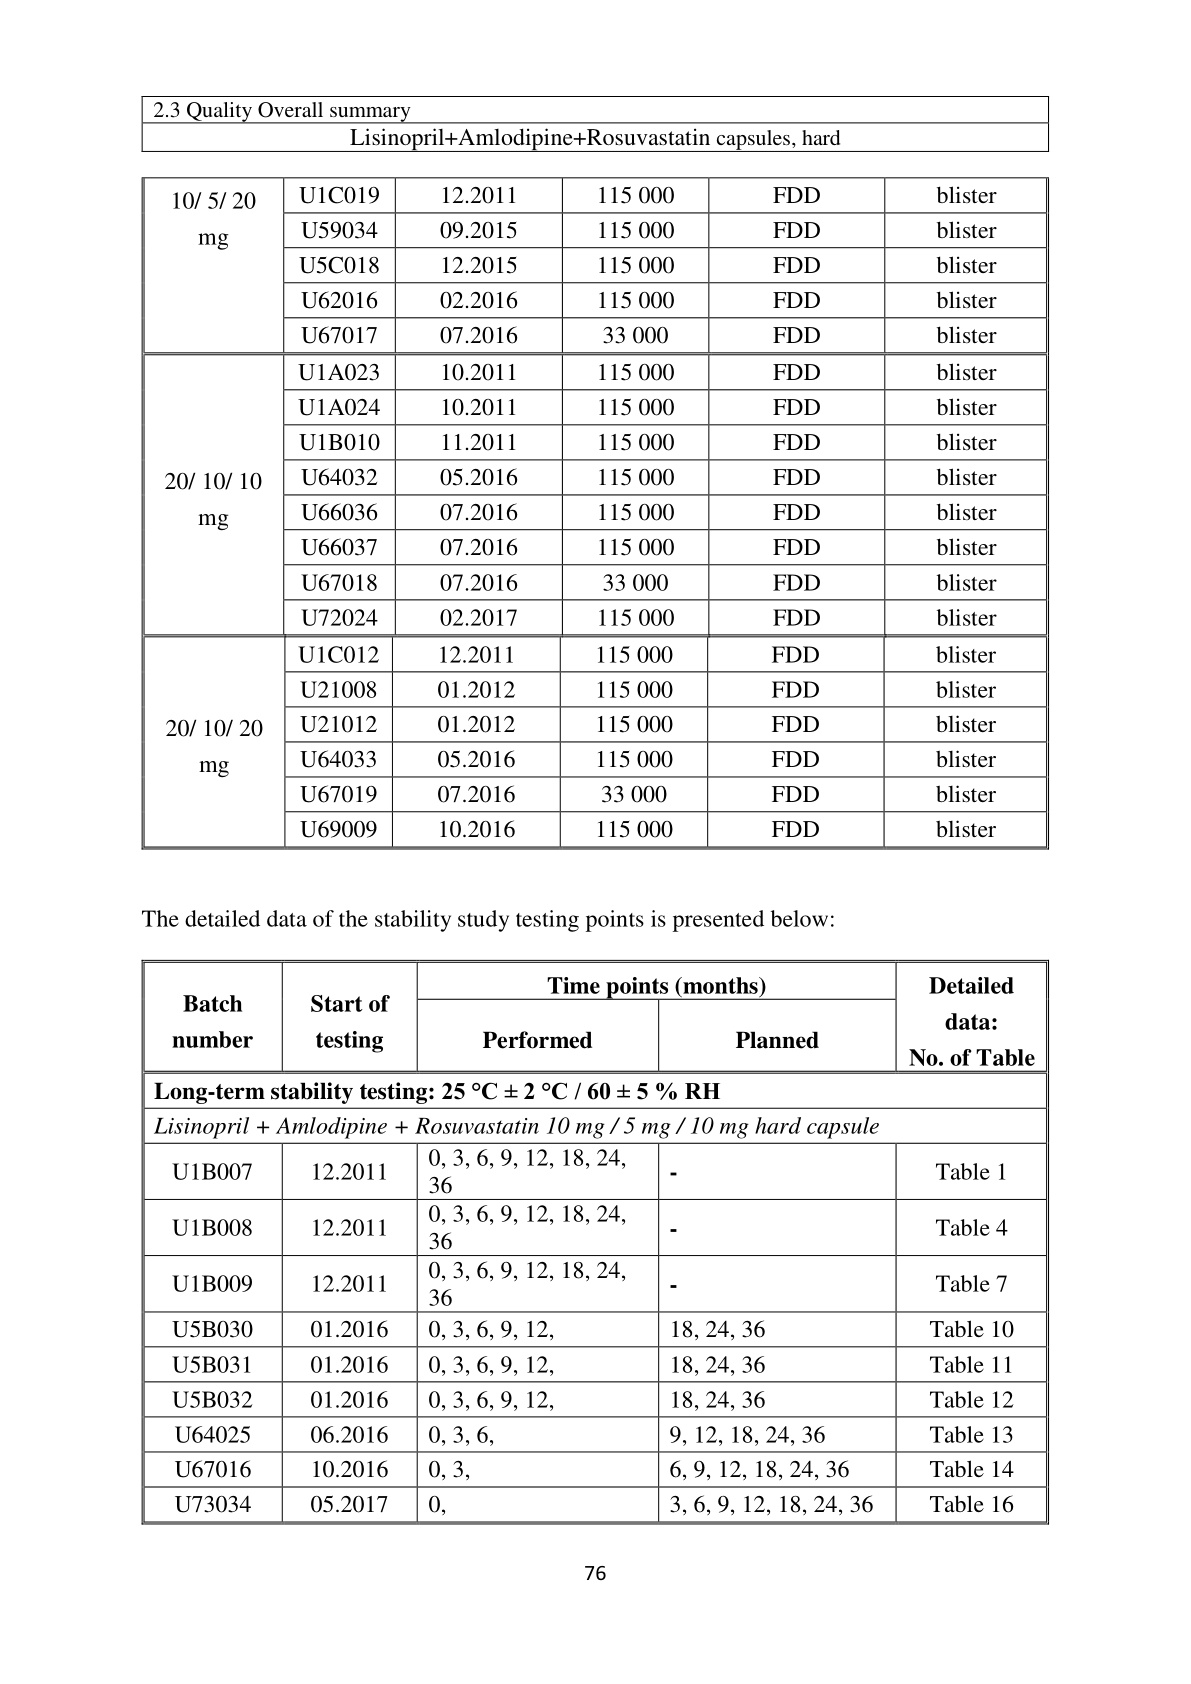 2.3 Quality Overall summary
Lisinopril+Amlodipine+Rosuvastatin capsules, hard
10/ 5/ 20 mg U1C019 12.2011 115 000 FDD blister
U59034 09.2015 115 000 FDD blister
U5C018 12.2015 115 000 FDD blister
U62016 02.2016 115 000 FDD blister
U67017 07.2016 33 000 FDD blister
20/ 10/ 10 mg U1A023 10.2011 115 000 FDD blister
U1A024 10.2011 115 000 FDD blister
U1B010 11.2011 115 000 FDD blister
U64032 05.2016 115 000 FDD blister
U66036 07.2016 115 000 FDD blister
U66037 07.2016 115 000 FDD blister
U67018 07.2016 33 000 FDD blister
U72024 02.2017 115 000 FDD blister
20/ 10/ 20 mg U1C012 12.2011 115 000 FDD blister
U21008 01.2012 115 000 FDD blister
U21012 01.2012 115 000 FDD blister
U64033 05.2016 115 000 FDD blister
U67019 07.2016 33 000 FDD blister
U69009 10.2016 115 000 FDD blister
The detailed data of the stability study testing points is presented below:
Batch number Start of testing Time points (months) Detailed data: No. of Table
Performed Planned
Long-term stability testing: 25 °C ± 2 °C / 60 ± 5 % RH
Lisinopril + Amlodipine + Rosuvastatin 10 mg / 5 mg / 10 mg hard capsule
U1B007 12.2011 0, 3, 6, 9, 12, 18, 24, 36 - Table 1
U1B008 12.2011 0, 3, 6, 9, 12, 18, 24, 36 - Table 4
U1B009 12.2011 0, 3, 6, 9, 12, 18, 24, 36 - Table 7
U5B030 01.2016 0, 3, 6, 9, 12, 18, 24, 36 Table 10
U5B031 01.2016 0, 3, 6, 9, 12, 18, 24, 36 Table 11
U5B032 01.2016 0, 3, 6, 9, 12, 18, 24, 36 Table 12
U64025 06.2016 0, 3, 6, 9, 12, 18, 24, 36 Table 13
U67016 10.2016 0, 3, 6, 9, 12, 18, 24, 36 Table 14
U73034 05.2017 0, 3, 6, 9, 12, 18, 24, 36 Table 16
76